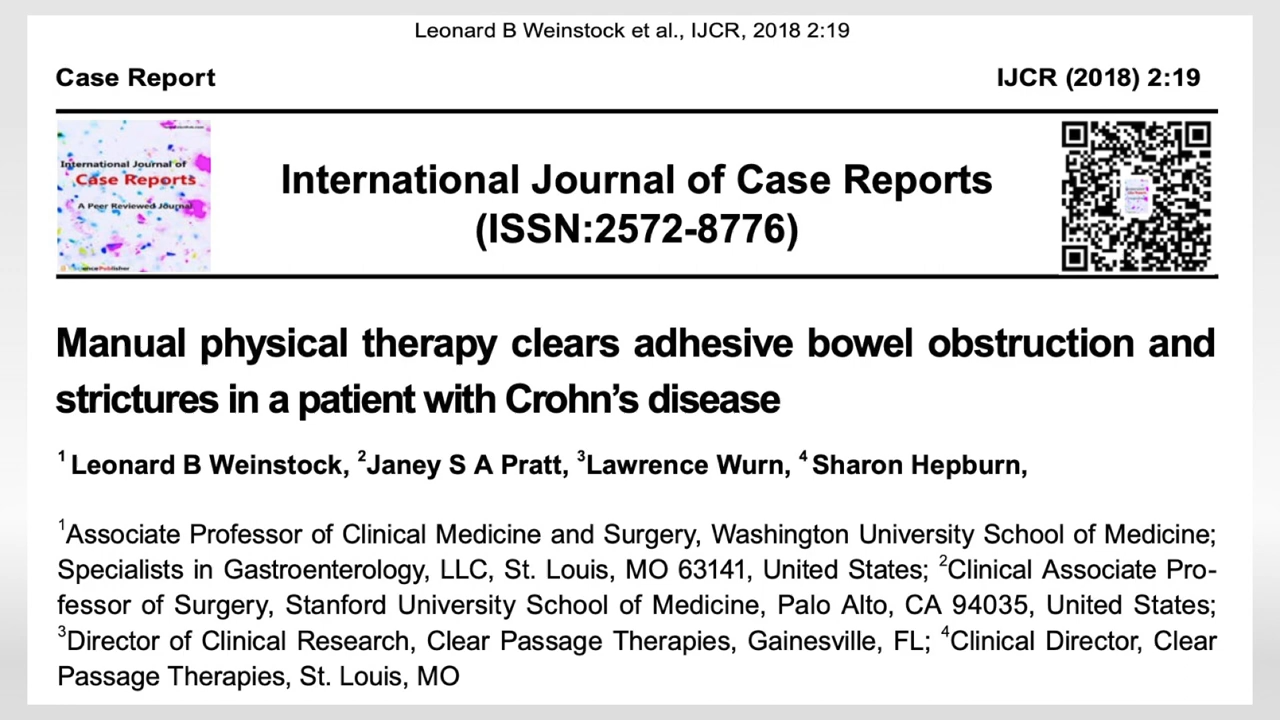 Leonard B Weinstock et al., IJCR, 2018 2:19
Case Report
IJCR (2018) 2:19
International Journal of
Case Reports
A Peer Reviewed Journal
International Journal of Case Reports
(ISSN:2572-8776)
Manual physical therapy clears adhesive bowel obstruction and
strictures in a patient with Crohn’s disease
¹ Leonard B Weinstock, ²Janey S A Pratt, ³Lawrence Wurn, ⁴ Sharon Hepburn,
¹Associate Professor of Clinical Medicine and Surgery, Washington University School of Medicine;
Specialists in Gastroenterology, LLC, St. Louis, MO 63141, United States; ²Clinical Associate Pro-
fessor of Surgery, Stanford University School of Medicine, Palo Alto, CA 94035, United States;
³Director of Clinical Research, Clear Passage Therapies, Gainesville, FL; ⁴Clinical Director, Clear
Passage Therapies, St. Louis, MO